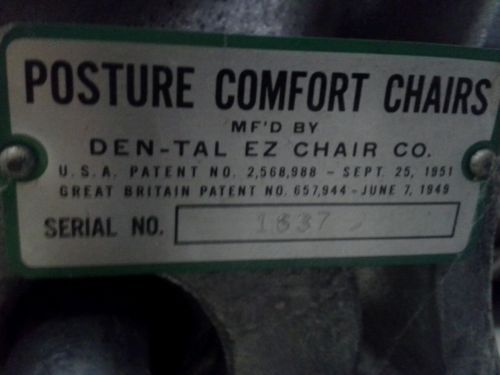 POSTURE COMFORT CHAIRS
MF'D BY
DEN-TAL EZ CHAIR CO.
U.S.A. PATENT NO. 2,568,988 - SEPT. 25, 1951
GREAT BRITAIN PATENT NO. 657,944 - JUNE 7, 1949
SERIAL NO. 1837